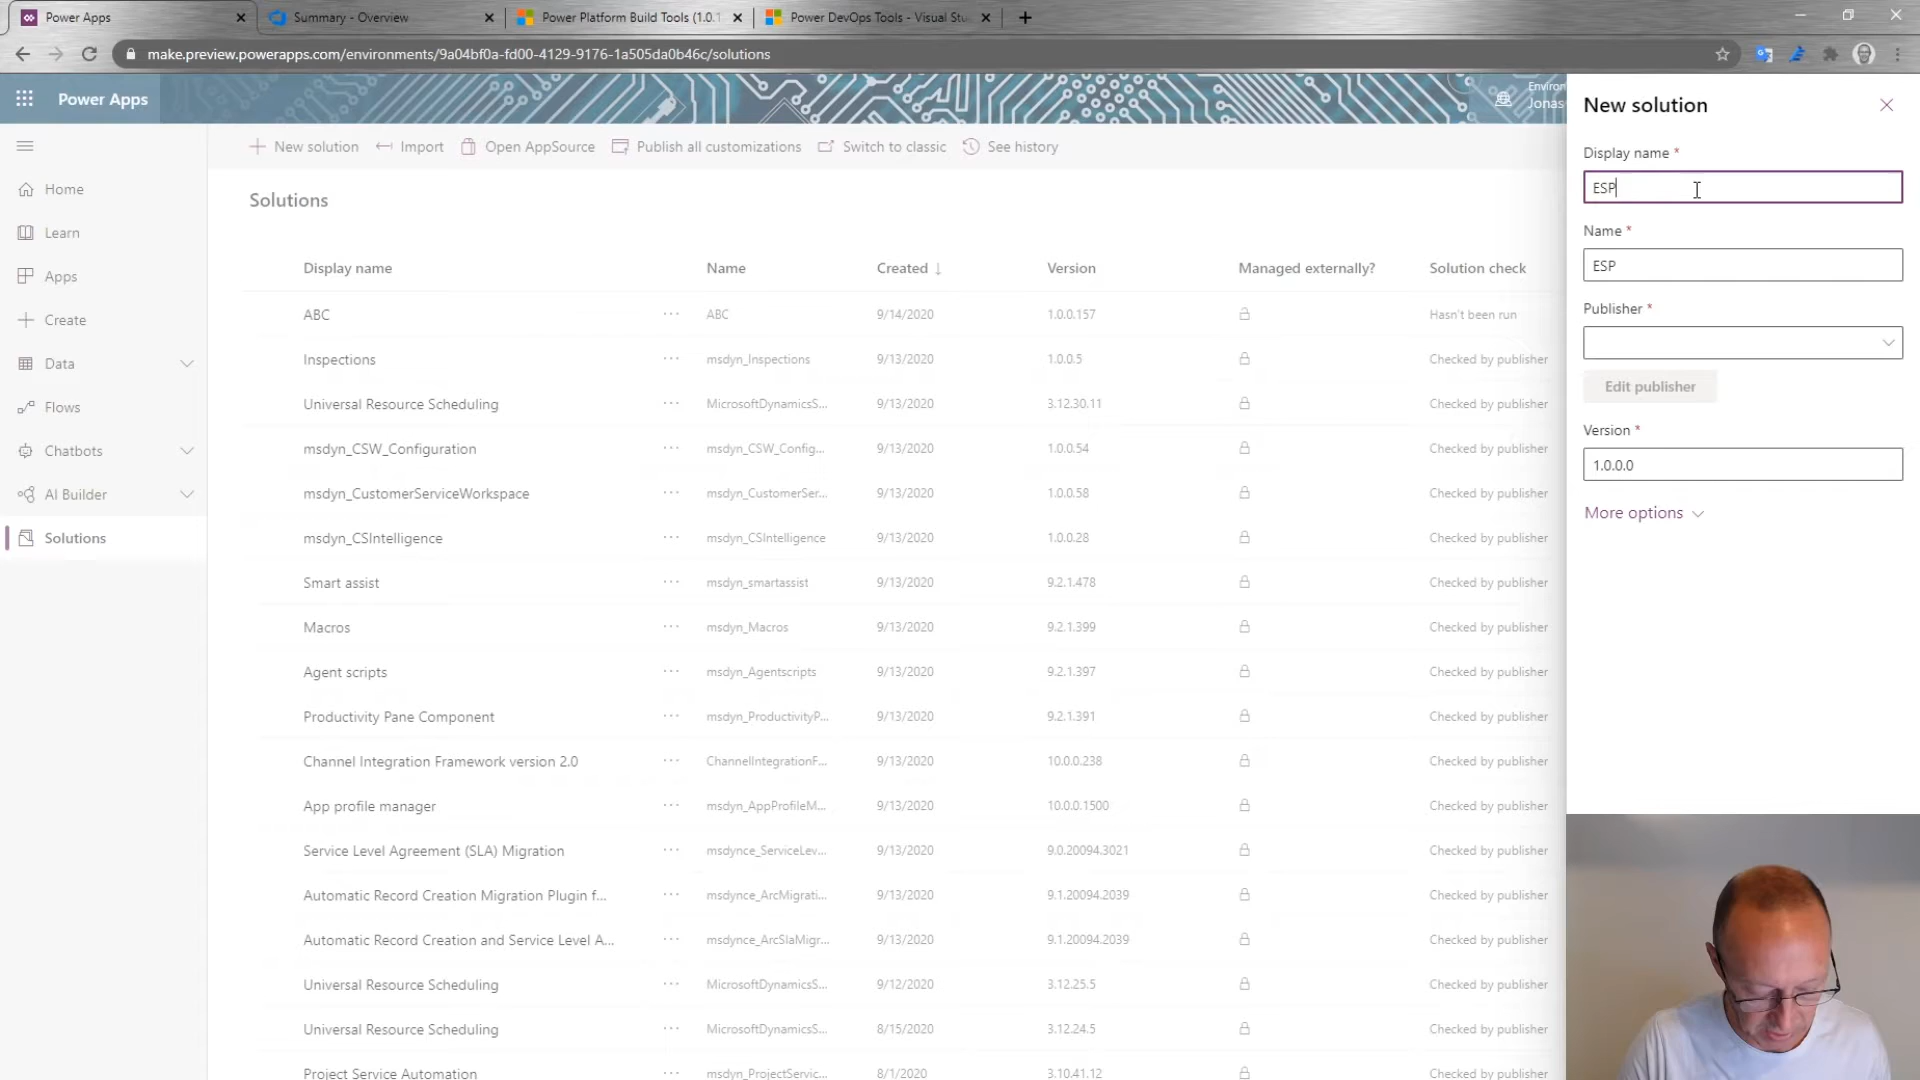 Power Apps
Summary - Overview
Power Platform Build Tools (1.0.1
Power DevOps Tools - Visual Stu
make.preview.powerapps.com/environments/9a04bf0a-fd00-4129-9176-1a505da0b46c/solutions
Power Apps
Environ
Jonas
New solution
Import
Open AppSource
Publish all customizations
Switch to classic
See history
Home
Learn
Apps
Create
Data
Flows
Chatbots
AI Builder
Solutions
Solutions
Display name Name Created ↓ Version Managed externally? Solution check
ABC ··· ABC 9/14/2020 1.0.0.157 Hasn't been run
Inspections ··· msdyn_Inspections 9/13/2020 1.0.0.5 Checked by publisher
Universal Resource Scheduling ··· MicrosoftDynamicsS... 9/13/2020 3.12.30.11 Checked by publisher
msdyn_CSW_Configuration ··· msdyn_CSW_Config... 9/13/2020 1.0.0.54 Checked by publisher
msdyn_CustomerServiceWorkspace ··· msdyn_CustomerSer... 9/13/2020 1.0.0.58 Checked by publisher
msdyn_CSIntelligence ··· msdyn_CSIntelligence 9/13/2020 1.0.0.28 Checked by publisher
Smart assist ··· msdyn_smartassist 9/13/2020 9.2.1.478 Checked by publisher
Macros ··· msdyn_Macros 9/13/2020 9.2.1.399 Checked by publisher
Agent scripts ··· msdyn_Agentscripts 9/13/2020 9.2.1.397 Checked by publisher
Productivity Pane Component ··· msdyn_ProductivityP... 9/13/2020 9.2.1.391 Checked by publisher
Channel Integration Framework version 2.0 ··· ChannelIntegrationF... 9/13/2020 10.0.0.238 Checked by publisher
App profile manager ··· msdyn_AppProfileM... 9/13/2020 10.0.0.1500 Checked by publisher
Service Level Agreement (SLA) Migration ··· msdynce_ServiceLev... 9/13/2020 9.0.20094.3021 Checked by publisher
Automatic Record Creation Migration Plugin f... ··· msdynce_ArcMigrati... 9/13/2020 9.1.20094.2039 Checked by publisher
Automatic Record Creation and Service Level A... ··· msdynce_ArcSlaMigr... 9/13/2020 9.1.20094.2039 Checked by publisher
Universal Resource Scheduling ··· MicrosoftDynamicsS... 9/12/2020 3.12.25.5 Checked by publisher
Universal Resource Scheduling ··· MicrosoftDynamicsS... 8/15/2020 3.12.24.5 Checked by publisher
Project Service Automation ··· msdyn_ProjectServic... 8/1/2020 3.10.41.12 Checked by publisher
New solution
Display name *
ESP
Name *
ESP
Publisher *
Edit publisher
Version *
1.0.0.0
More options